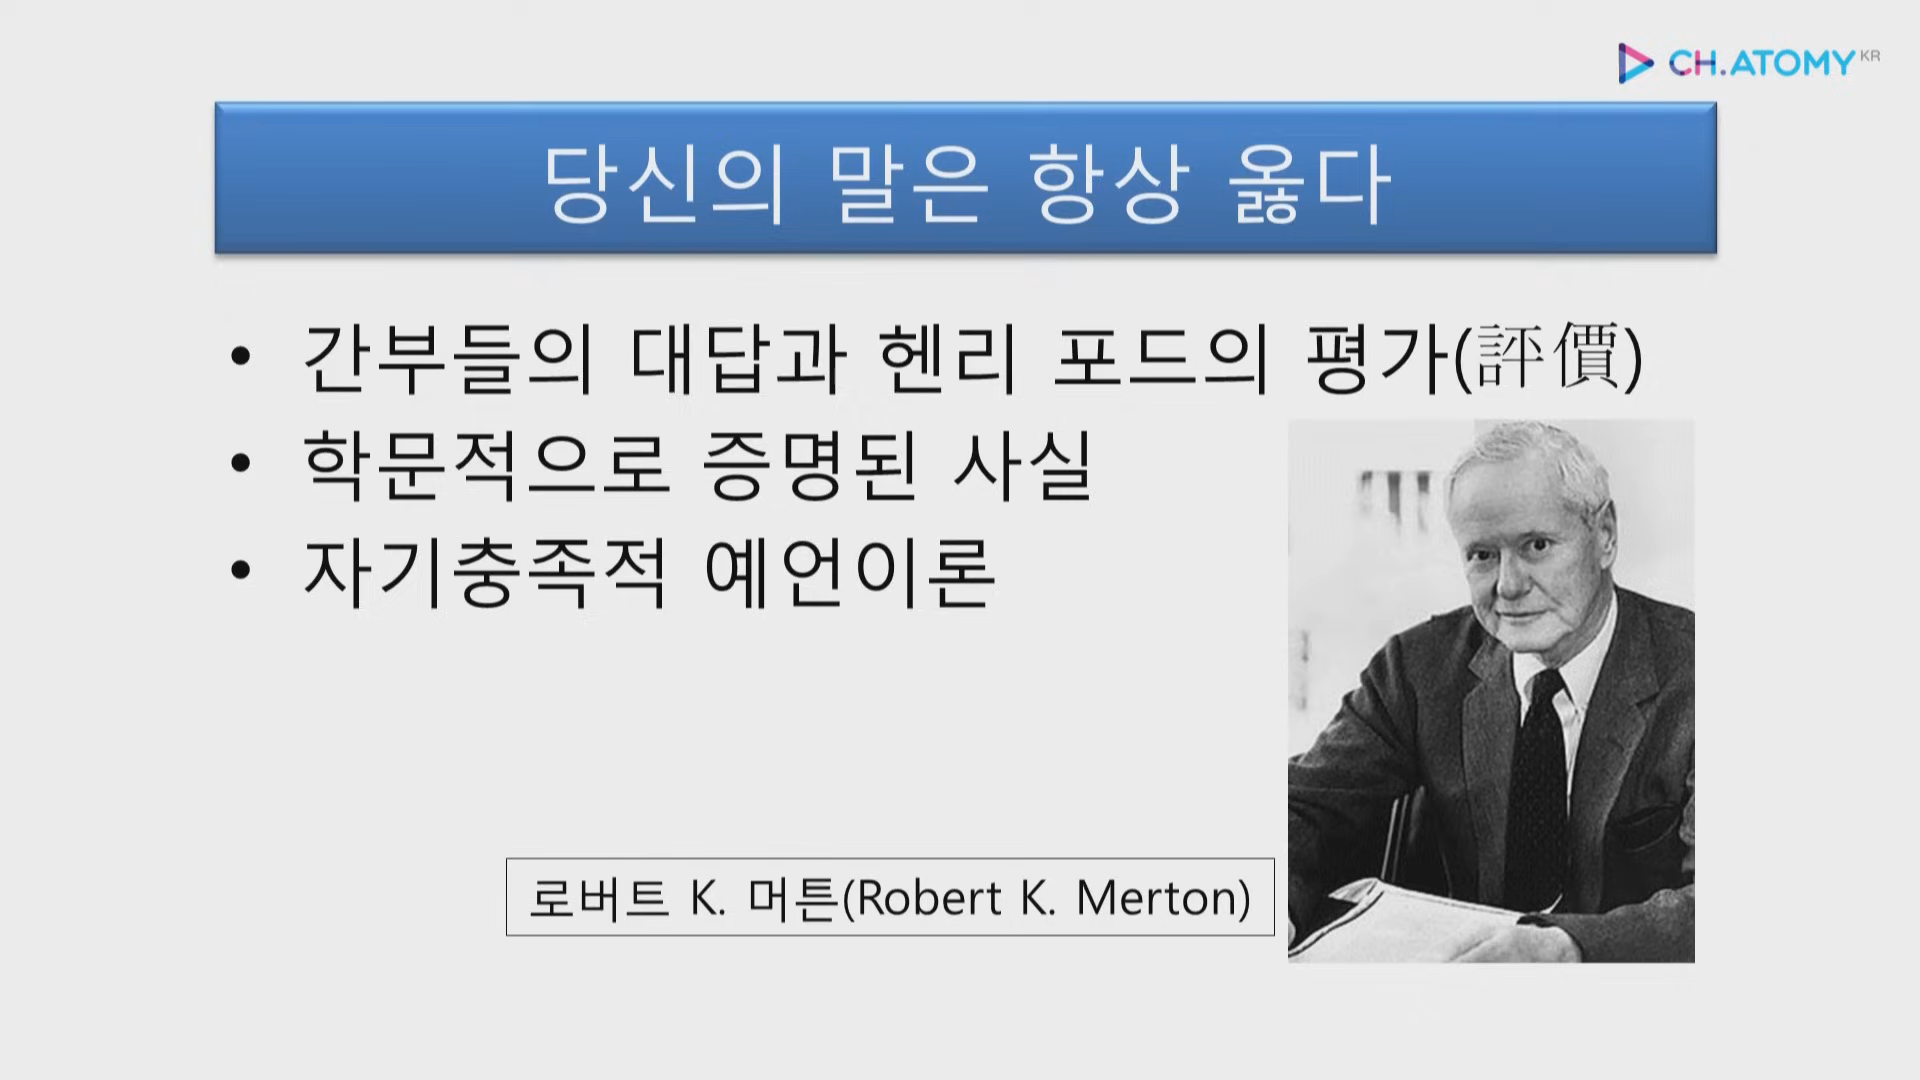 CH.ATOMY KR
당신의 말은 항상 옳다
• 간부들의 대답과 헨리 포드의 평가(評價)
• 학문적으로 증명된 사실
• 자기충족적 예언이론
로버트 K. 머튼(Robert K. Merton)